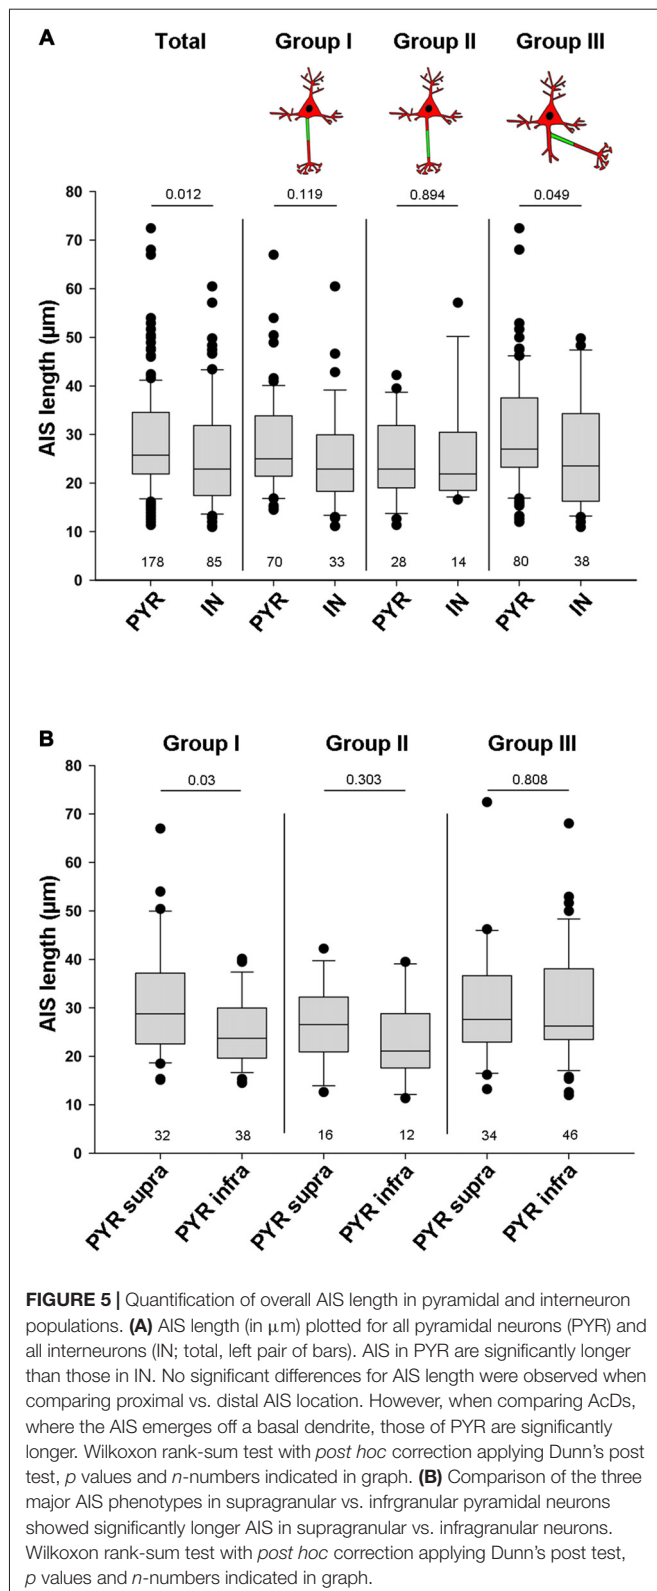 A
Total Group I Group II Group III
0.012 0.119 0.894 0.049
AIS length (µm)
80
70
60
50
40
30
20
10
0
178 85 70 33 28 14 80 38
PYR IN PYR IN PYR IN PYR IN
B
Group I Group II Group III
0.03 0.303 0.808
AIS length (µm)
80
70
60
50
40
30
20
10
0
32 38 16 12 34 46
PYR supra PYR infra PYR supra PYR infra PYR supra PYR infra
FIGURE 5 | Quantification of overall AIS length in pyramidal and interneuron
populations. (A) AIS length (in µm) plotted for all pyramidal neurons (PYR) and
all interneurons (IN; total, left pair of bars). AIS in PYR are significantly longer
than those in IN. No significant differences for AIS length were observed when
comparing proximal vs. distal AIS location. However, when comparing AcDs,
where the AIS emerges off a basal dendrite, those of PYR are significantly
longer. Wilkoxon rank-sum test with post hoc correction applying Dunn's post
test, p values and n-numbers indicated in graph. (B) Comparison of the three
major AIS phenotypes in supragranular vs. infrgranular pyramidal neurons
showed significantly longer AIS in supragranular vs. infragranular neurons.
Wilkoxon rank-sum test with post hoc correction applying Dunn's post test,
p values and n-numbers indicated in graph.